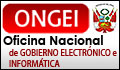 ONGEI
Oficina Nacional
de GOBIERNO ELECTRÓNICO e
INFORMÁTICA